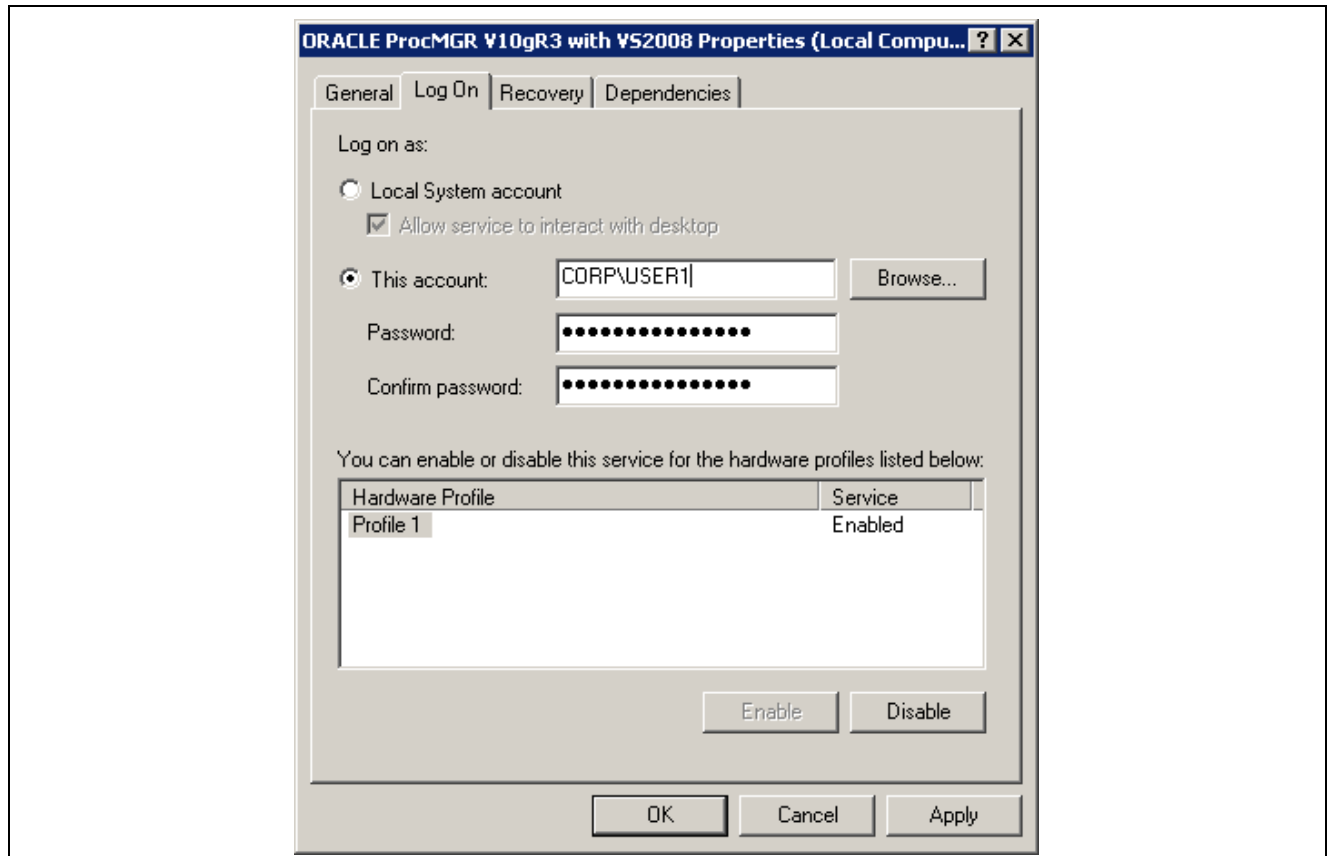 ORACLE ProcMGR V10gR3 with VS2008 Properties (Local Compu... ? X
General Log On Recovery Dependencies
Log on as:
Local System account
Allow service to interact with desktop
This account: CORP\USER1 Browse...
Password: ●●●●●●●●●●●●●●●
Confirm password: ●●●●●●●●●●●●●●●
You can enable or disable this service for the hardware profiles listed below:
Hardware Profile Service
Profile 1 Enabled
Enable Disable
OK Cancel Apply